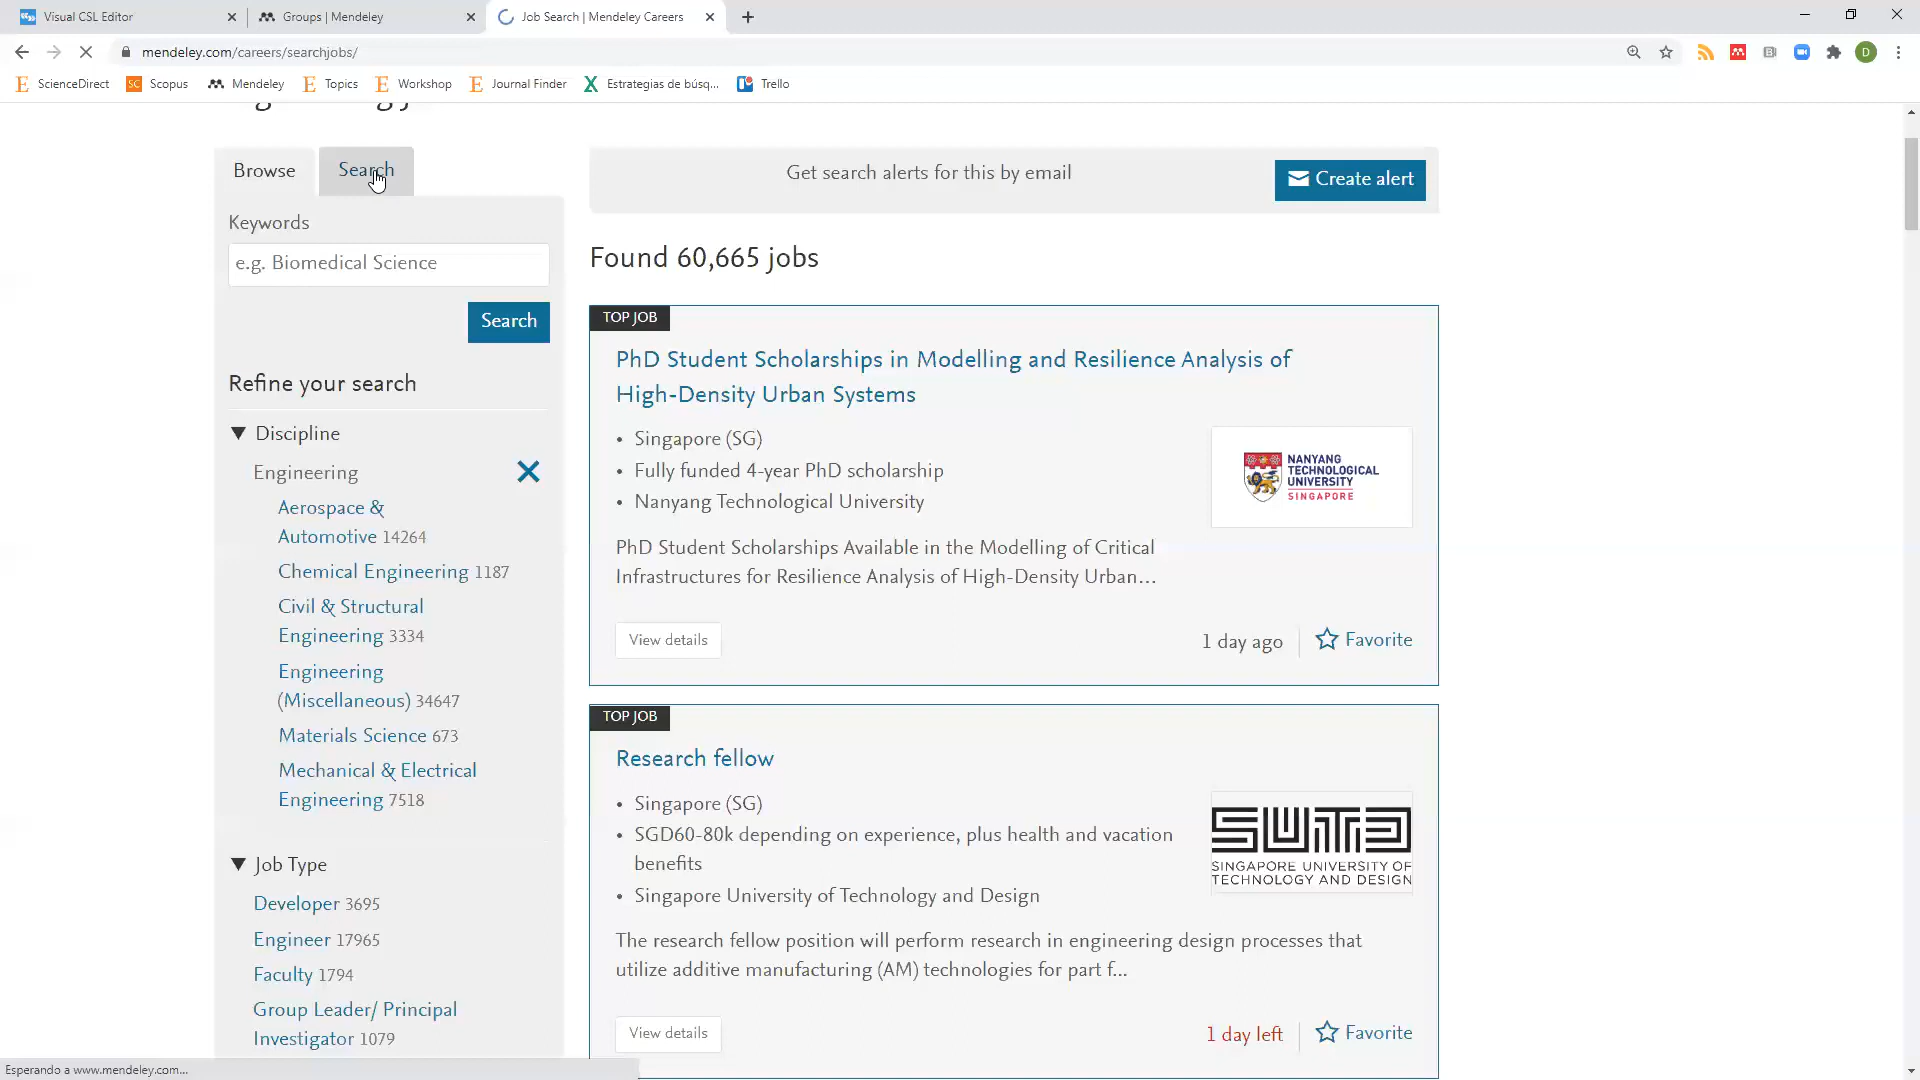 Visual CSL Editor
Groups | Mendeley
Job Search | Mendeley Careers
mendeley.com/careers/searchjobs/
D
ScienceDirect
SC Scopus
Mendeley
E Topics
E Workshop
E Journal Finder
Estrategias de búsq...
Trello
Browse
Search
Keywords
e.g. Biomedical Science
Search
Refine your search
Discipline
Engineering
Aerospace &
Automotive 14264
Chemical Engineering 1187
Civil & Structural
Engineering 3334
Engineering
(Miscellaneous) 34647
Materials Science 673
Mechanical & Electrical
Engineering 7518
Job Type
Developer 3695
Engineer 17965
Faculty 1794
Group Leader/ Principal
Investigator 1079
Get search alerts for this by email
Create alert
Found 60,665 jobs
TOP JOB
PhD Student Scholarships in Modelling and Resilience Analysis of
High-Density Urban Systems
• Singapore (SG)
• Fully funded 4-year PhD scholarship
• Nanyang Technological University
NANYANG
TECHNOLOGICAL
UNIVERSITY
SINGAPORE
PhD Student Scholarships Available in the Modelling of Critical
Infrastructures for Resilience Analysis of High-Density Urban...
View details
1 day ago
Favorite
TOP JOB
Research fellow
• Singapore (SG)
• SGD60-80k depending on experience, plus health and vacation
benefits
• Singapore University of Technology and Design
SUTD
SINGAPORE UNIVERSITY OF
TECHNOLOGY AND DESIGN
The research fellow position will perform research in engineering design processes that
utilize additive manufacturing (AM) technologies for part f...
View details
1 day left
Favorite
Esperando a www.mendeley.com...